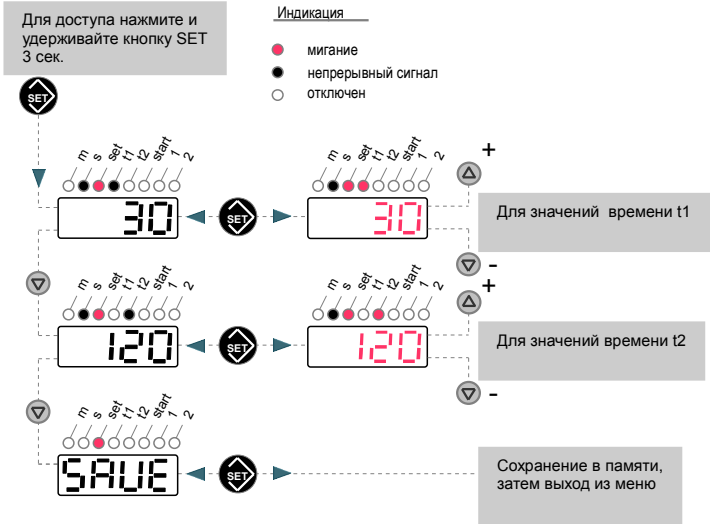 Для доступа нажмите и
удерживайте кнопку SET
3 сек.
Индикация
мигание
непрерывный сигнал
отключен
SET
m s set t1 t2 start 1 2
30
SET
m s set t1 t2 start 1 2
30
+
-
Для значений времени t1
m s set t1 t2 start 1 2
120
SET
m s set t1 t2 start 1 2
120
+
-
Для значений времени t2
m s set t1 t2 start 1 2
SAVE
SET
Сохранение в памяти,
затем выход из меню